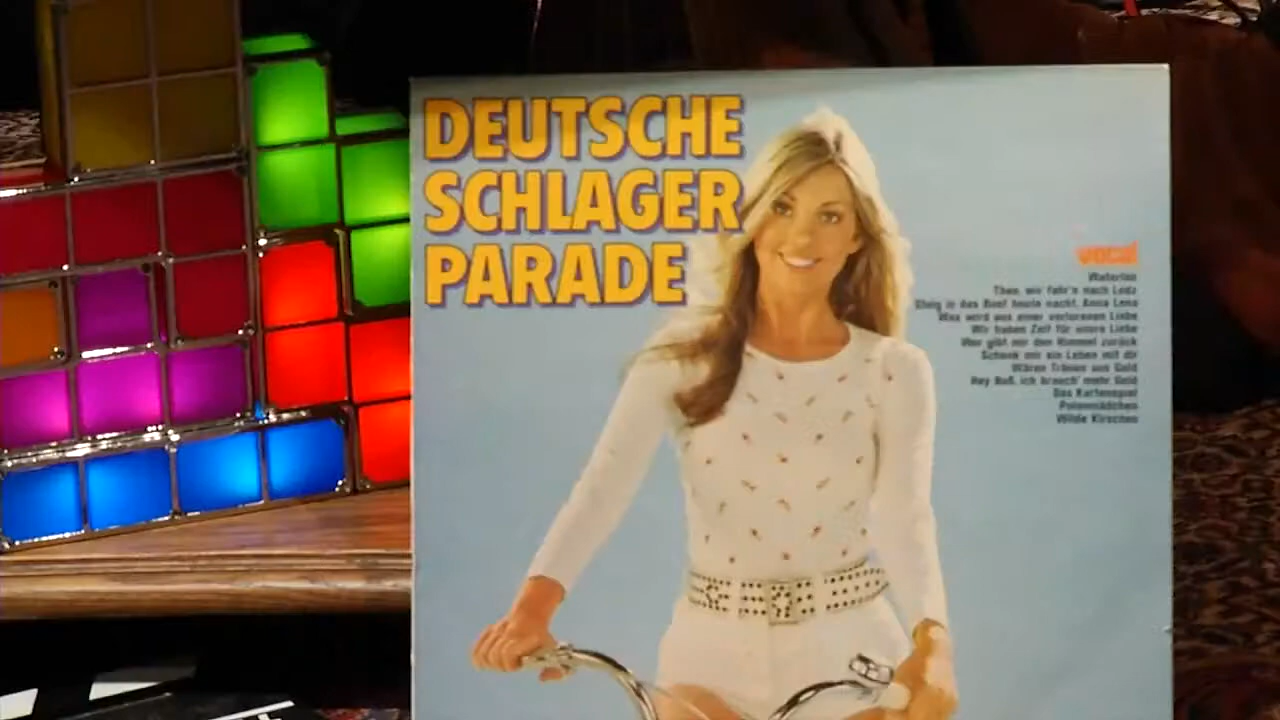 DEUTSCHE
SCHLAGER
PARADE
vocal
Waterloo
Theo, wir fahr'n nach Lodz
Steig in das Boot heute nacht, Anna Lena
Was wird aus einer verlorenen Liebe
Wir haben Zeit für unsre Liebe
Wer gibt mir den Himmel zurück
Schenk mir ein Leben mit dir
Wären Tränen aus Gold
Hey Boß, ich brauch' mehr Geld
Das Kartenspiel
Polenmädchen
Wilde Kirschen